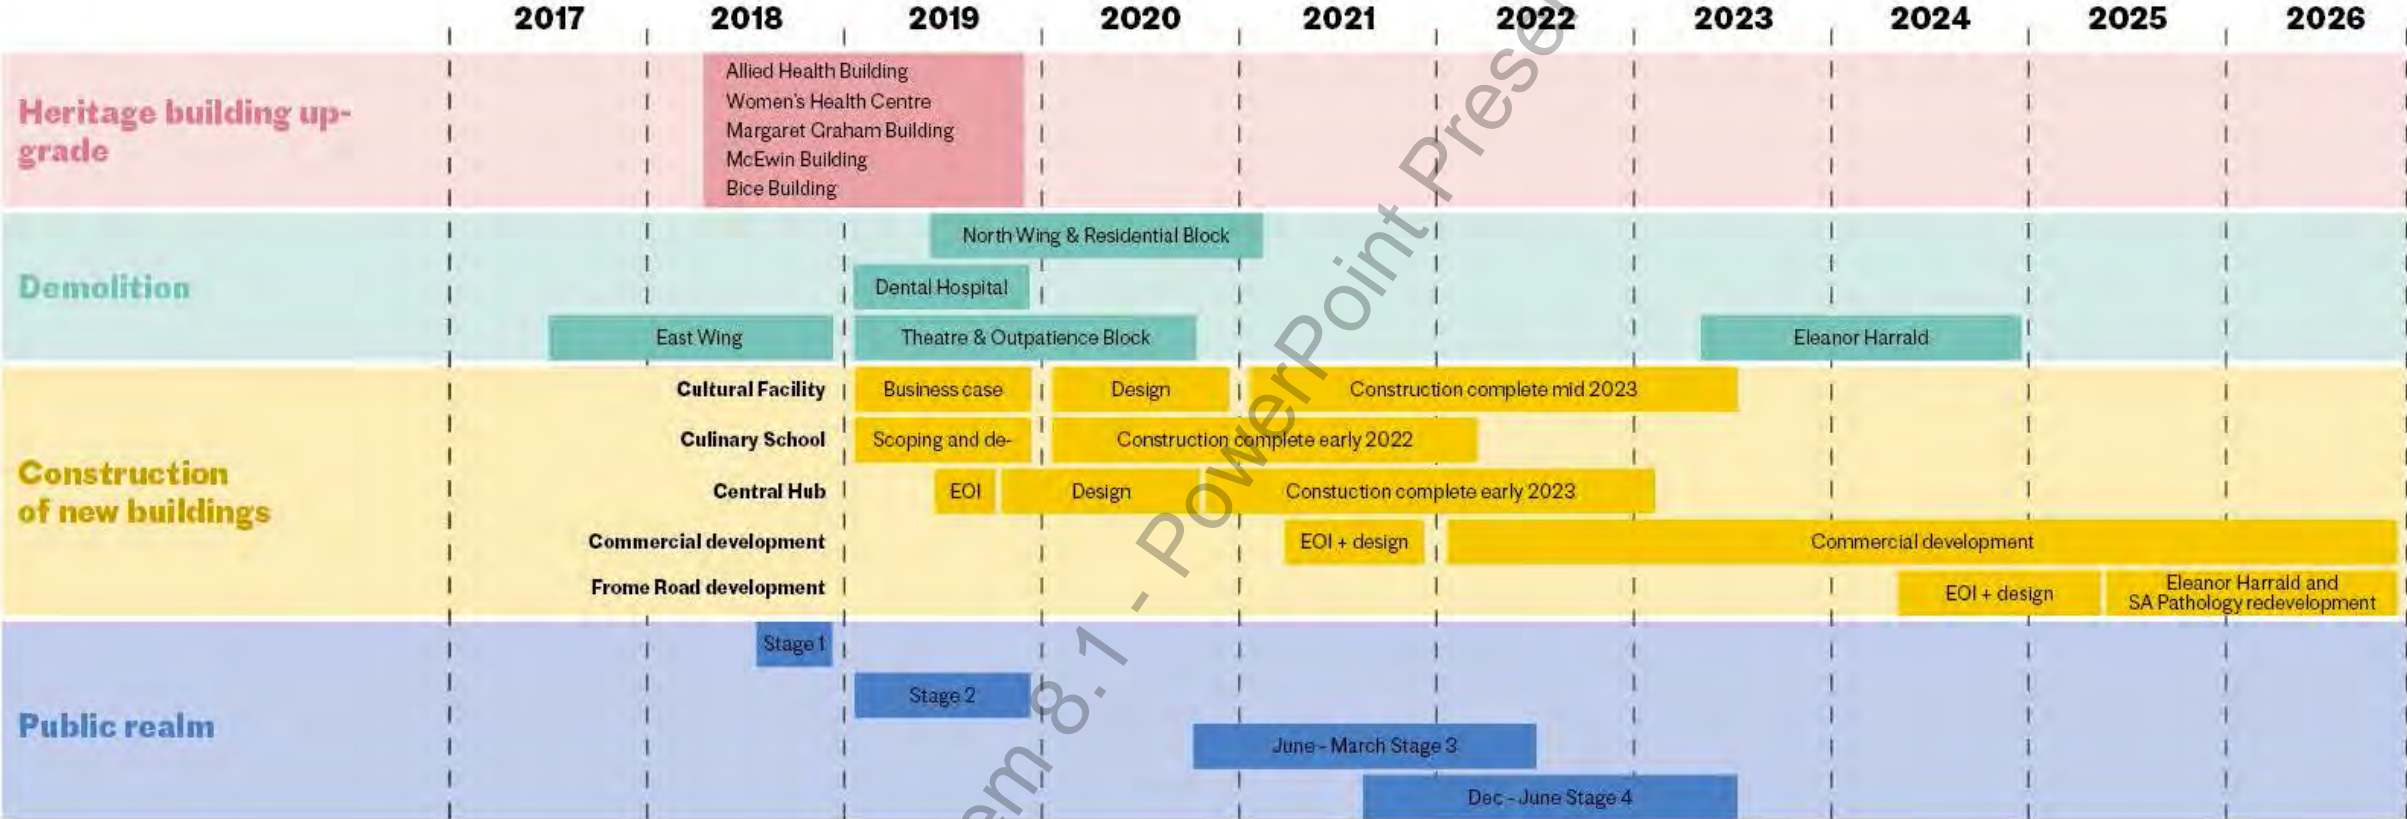 2017 2018 2019 2020 2021 2022 2023 2024 2025 2026
Heritage building up-
grade
Allied Health Building
Women's Health Centre
Margaret Graham Building
McEwin Building
Bice Building
Demolition
North Wing & Residential Block
Dental Hospital
East Wing Theatre & Outpatience Block Eleanor Harrald
Construction
of new buildings
Cultural Facility Business case Design Construction complete mid 2023
Culinary School Scoping and de- Construction complete early 2022
Central Hub EOI Design Constuction complete early 2023
Commercial development EOI + design Commercial development
Frome Road development EOI + design Eleanor Harrald and
SA Pathology redevelopment
Public realm
Stage 1
Stage 2
June - March Stage 3
Dec - June Stage 4
em 8.1 - PowerPoint Prese